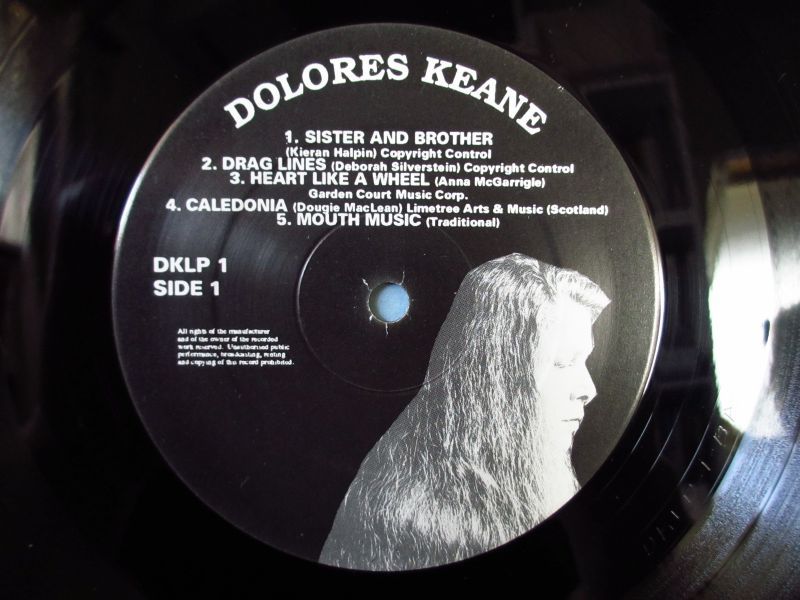 DOLORES KEANE
1. SISTER AND BROTHER
(Kieran Halpin) Copyright Control
2. DRAG LINES (Deborah Silverstein) Copyright Control
3. HEART LIKE A WHEEL (Anna McGarrigle)
Garden Court Music Corp.
4. CALEDONIA (Dougie MacLean) Limetree Arts & Music (Scotland)
5. MOUTH MUSIC (Traditional)
DKLP 1
SIDE 1
All rights of the manufacturer
and of the owner of the recorded
work reserved. Unauthorised public
performance, broadcasting, renting
and copying of this record prohibited.